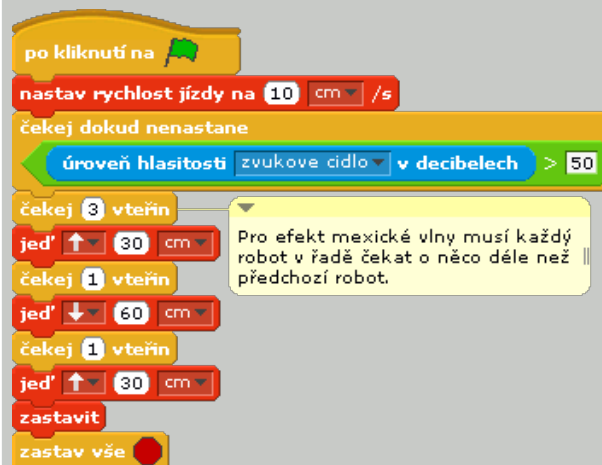 po kliknutí na
nastav rychlost jízdy na 10 cm /s
čekej dokud nenastane
úroveň hlasitosti zvukove cidlo v decibelech > 50
čekej 3 vteřin
jeď 30 cm
Pro efekt mexické vlny musí každý
robot v řadě čekat o něco déle než
předchozí robot.
čekej 1 vteřin
jeď 60 cm
čekej 1 vteřin
jeď 30 cm
zastavit
zastav vše